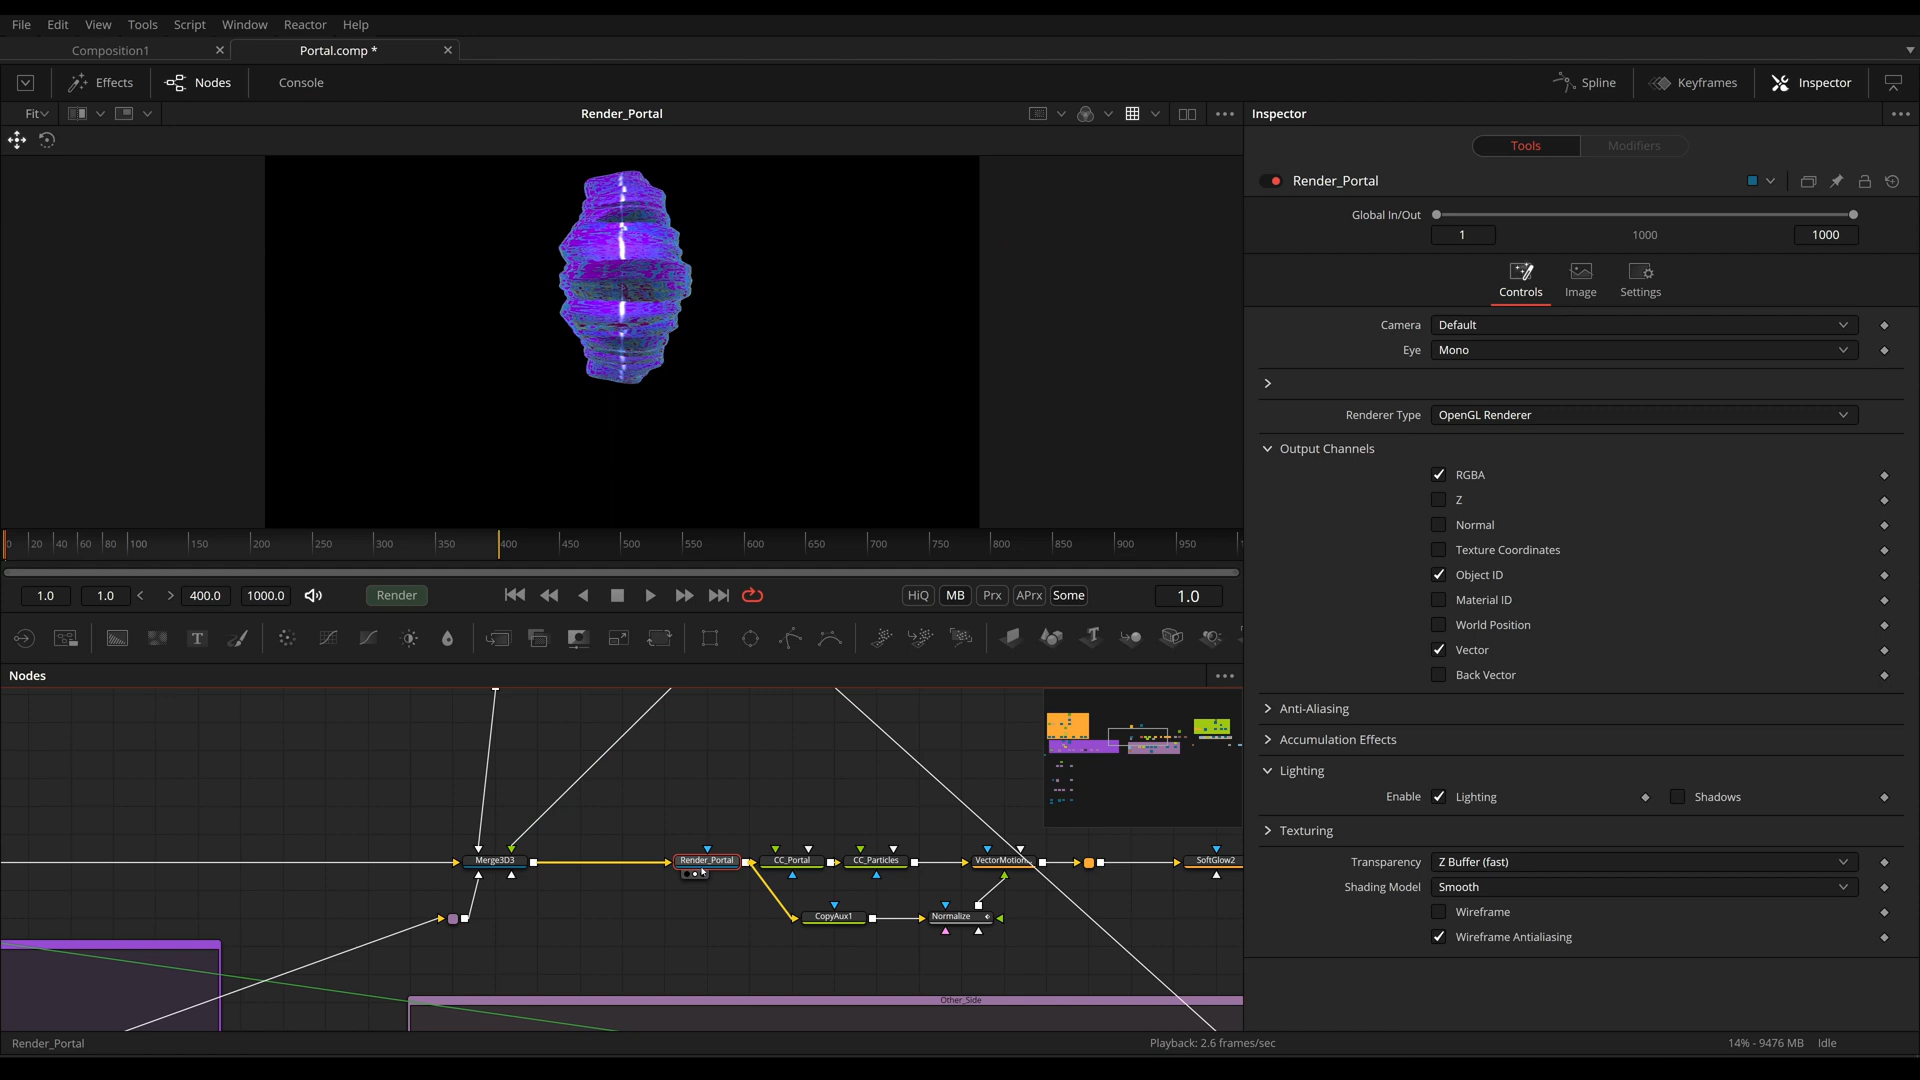 File Edit View Tools Script Window Reactor Help
Composition1 Portal.comp *
Effects Nodes Console Spline Keyframes Inspector
Fit Render_Portal Inspector
Tools Modifiers
Render_Portal
Global In/Out
1 1000 1000
Controls Image Settings
Camera Default
Eye Mono
Renderer Type OpenGL Renderer
Output Channels
RGBA
Z
Normal
Texture Coordinates
Object ID
Material ID
World Position
Vector
Back Vector
Anti-Aliasing
Accumulation Effects
Lighting
Enable Lighting Shadows
Texturing
Transparency Z Buffer (fast)
Shading Model Smooth
Wireframe
Wireframe Antialiasing
0 20 40 60 80 100 150 200 250 300 350 400 450 500 550 600 650 700 750 800 850 900 950
1.0 1.0 400.0 1000.0 Render HiQ MB Prx APrx Some 1.0
Nodes
Merge3D3 Render_Portal CC_Portal CC_Particles VectorMotion... SoftGlow2
CopyAux1 Normalize
Other_Side
Render_Portal Playback: 2.6 frames/sec 14% - 9476 MB Idle